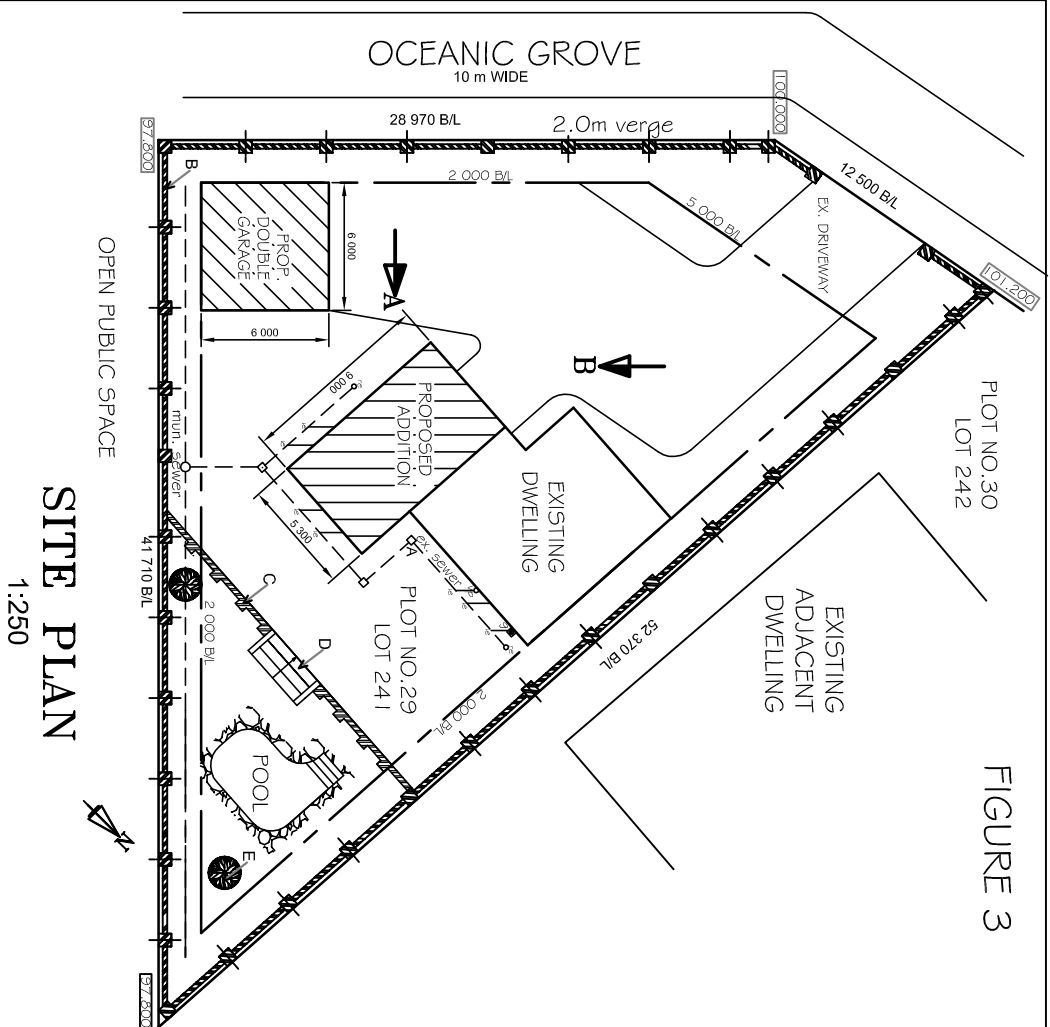 OCEANIC GROVE
10 m WIDE
28 970 B/L
2.0m verge
100.000
12 500 B/L
101.200
97.800
2 000 B/L
5 000 B/L
EX. DRIVEWAY
B
PROP.
DOUBLE
GARAGE
6 000
6 000
A
B
OPEN PUBLIC SPACE
9 000
PROPOSED
ADDITION
EXISTING
DWELLING
PLOT NO.30
LOT 242
mun. sewer
5 300
ex. sewer
A
PLOT NO.29
LOT 241
EXISTING
ADJACENT
DWELLING
52 370 B/L
41 710 B/L
2 000 B/L
C
D
2 000 B/L
POOL
E
N
97.800
SITE PLAN
1:250
FIGURE 3